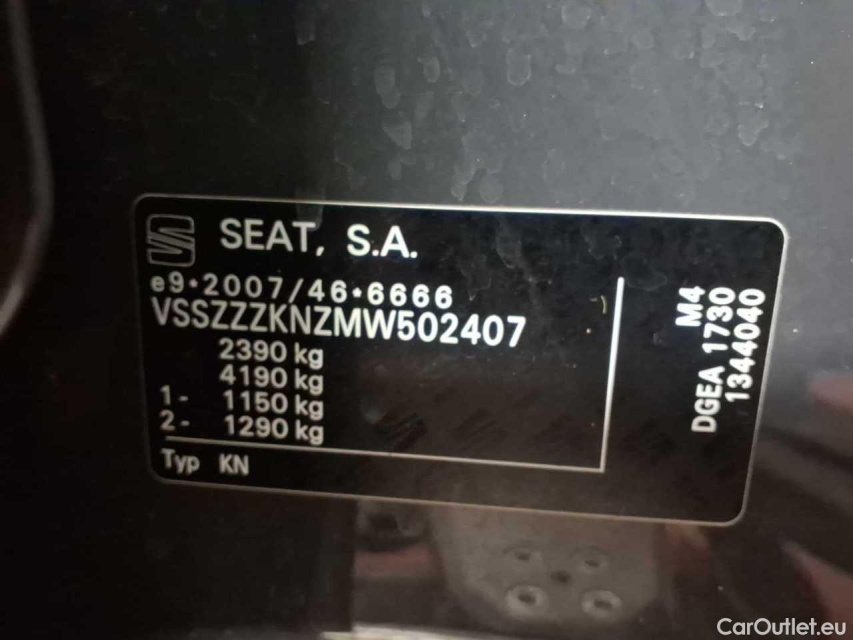 SEAT, S.A.
e9*2007/46*6666
VSSZZZKNZMW502407
2390 kg
4190 kg
1- 1150 kg
2- 1290 kg
Typ KN
M4
DGEA 1730
1344040
CarOutlet.eu